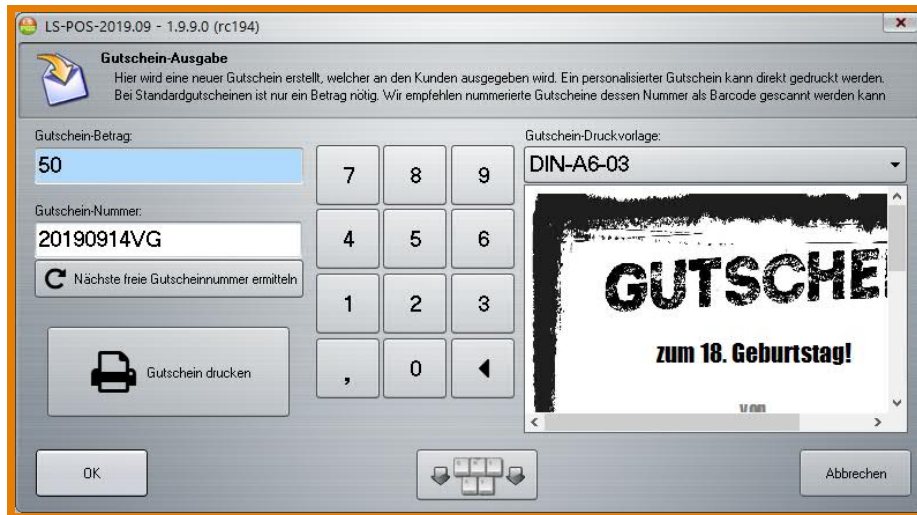 LS-POS-2019.09 - 1.9.9.0 (rc194)
Gutschein-Ausgabe
Hier wird eine neuer Gutschein erstellt, welcher an den Kunden ausgegeben wird. Ein personalisierter Gutschein kann direkt gedruckt werden.
Bei Standardgutscheinen ist nur ein Betrag nötig. Wir empfehlen nummerierte Gutscheine dessen Nummer als Barcode gescannt werden kann
Gutschein-Betrag:
50
Gutschein-Nummer:
20190914VG
Nächste freie Gutscheinnummer ermitteln
Gutschein drucken
7 8 9
4 5 6
1 2 3
, 0
Gutschein-Druckvorlage:
DIN-A6-03
GUTSCHE
zum 18. Geburtstag!
von
OK
Abbrechen